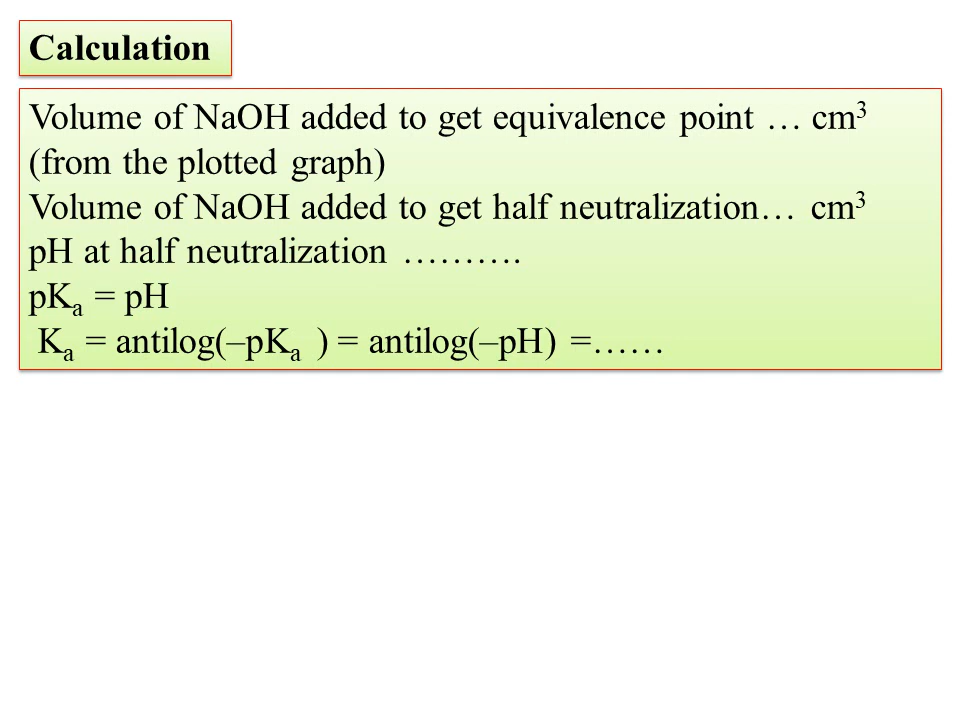 Calculation
Volume of NaOH added to get equivalence point … cm³
(from the plotted graph)
Volume of NaOH added to get half neutralization… cm³
pH at half neutralization ……….
pKₐ = pH
Kₐ = antilog(–pKₐ ) = antilog(–pH) =……